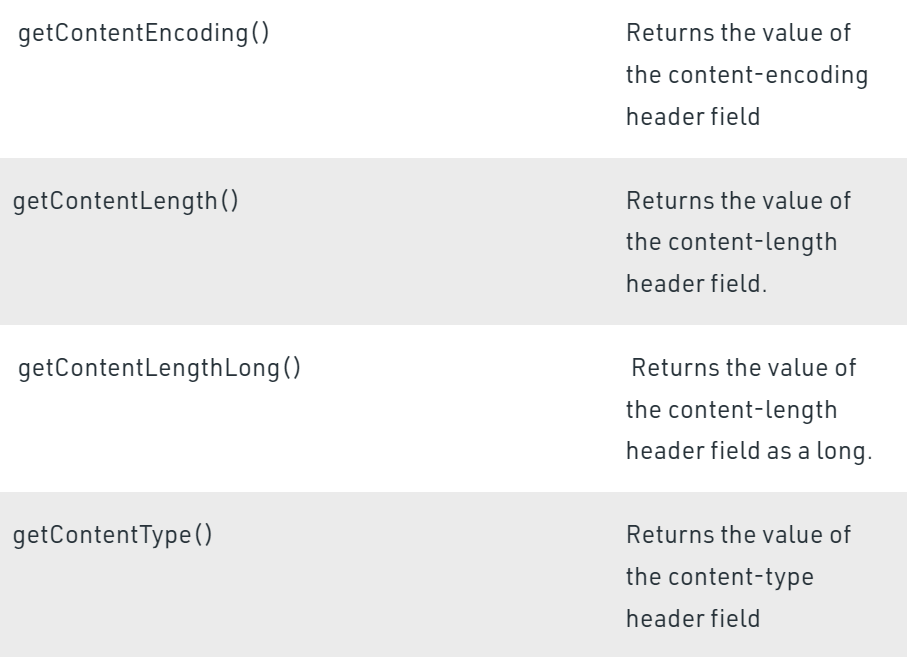 getContentEncoding()
Returns the value of
the content-encoding
header field
getContentLength()
Returns the value of
the content-length
header field.
getContentLengthLong()
Returns the value of
the content-length
header field as a long.
getContentType()
Returns the value of
the content-type
header field